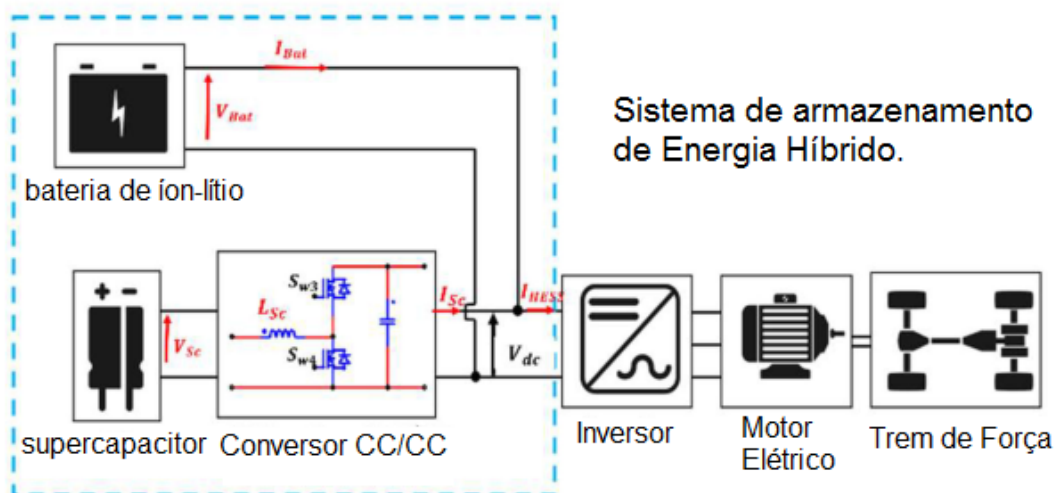 I_Bat
V_Bat
Sistema de armazenamento
de Energia Híbrido.
bateria de íon-lítio
S_w3
L_Sc
I_Sc
I_HESS
V_Sc
S_w4
V_dc
supercapacitor
Conversor CC/CC
Inversor
Motor
Elétrico
Trem de Força